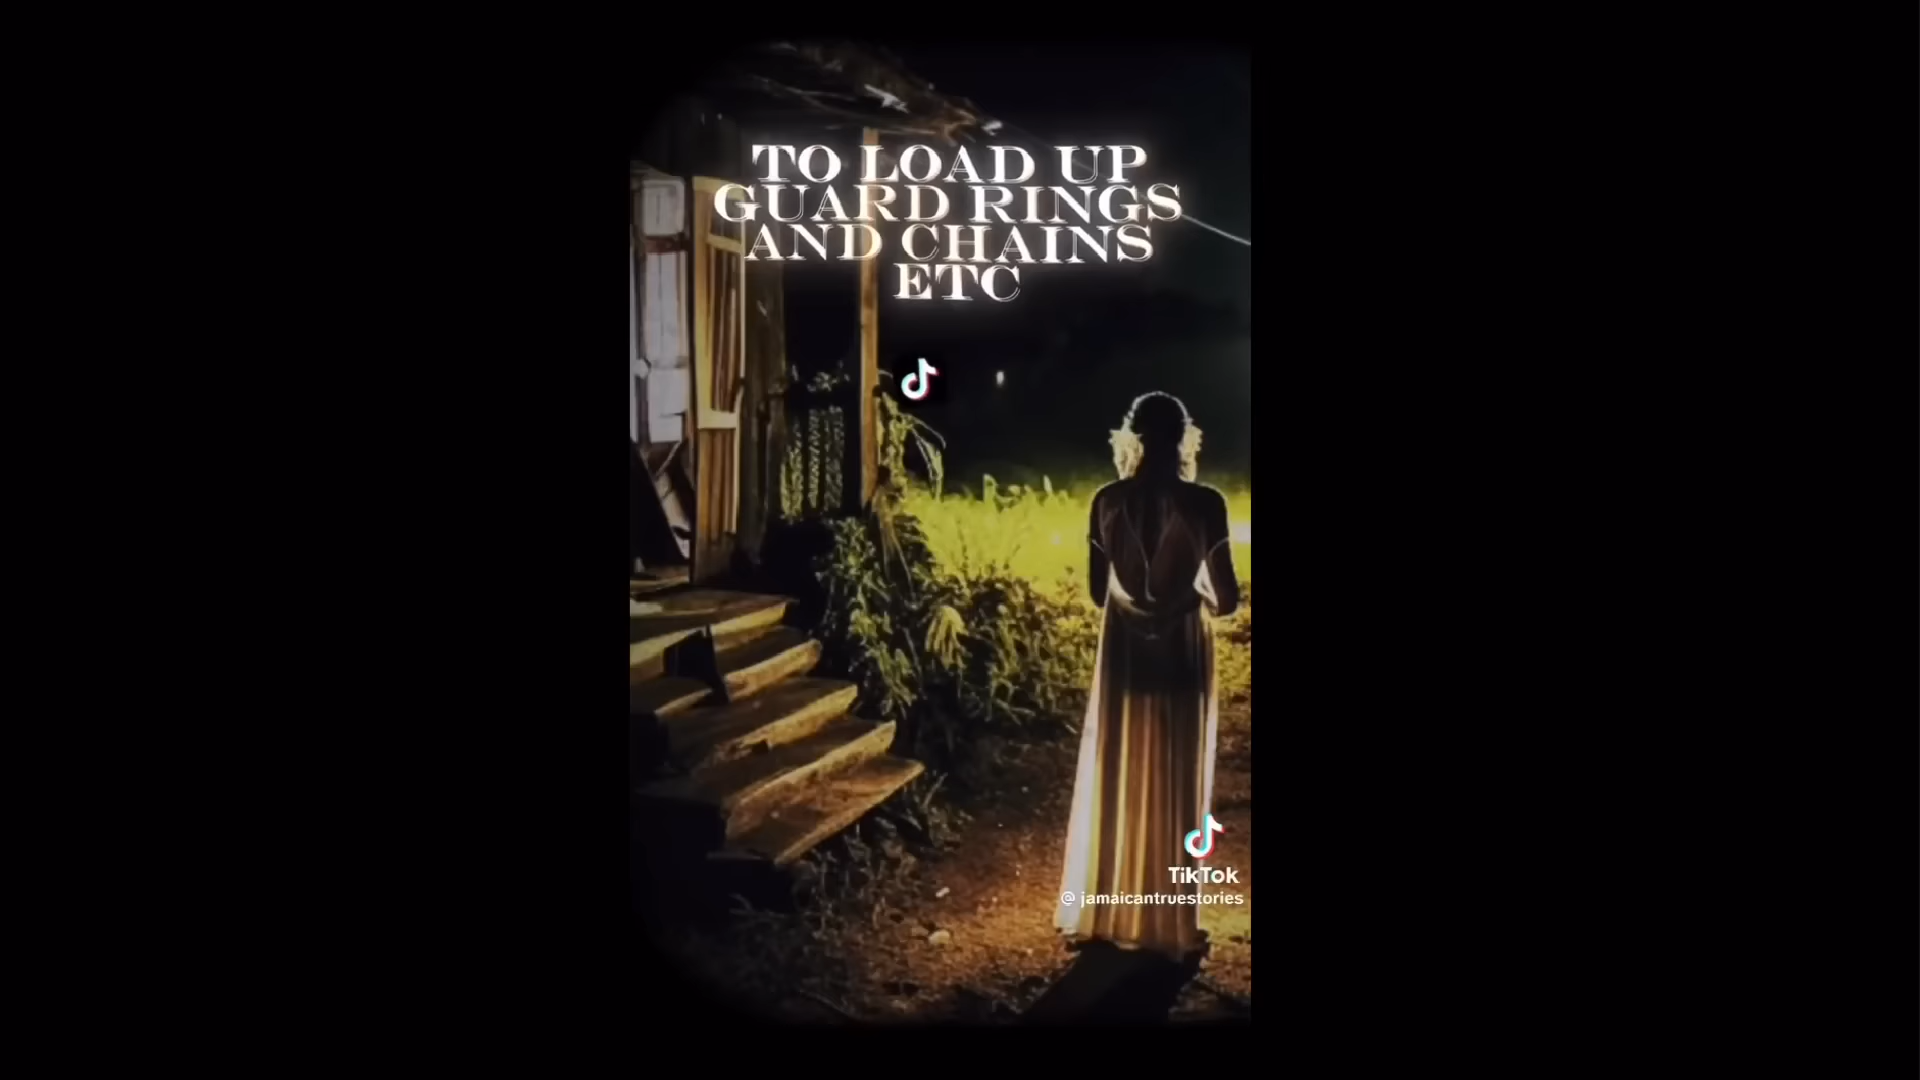 TO LOAD UP
GUARD RINGS
AND CHAINS
ETC
TikTok
@ jamaicantruestories